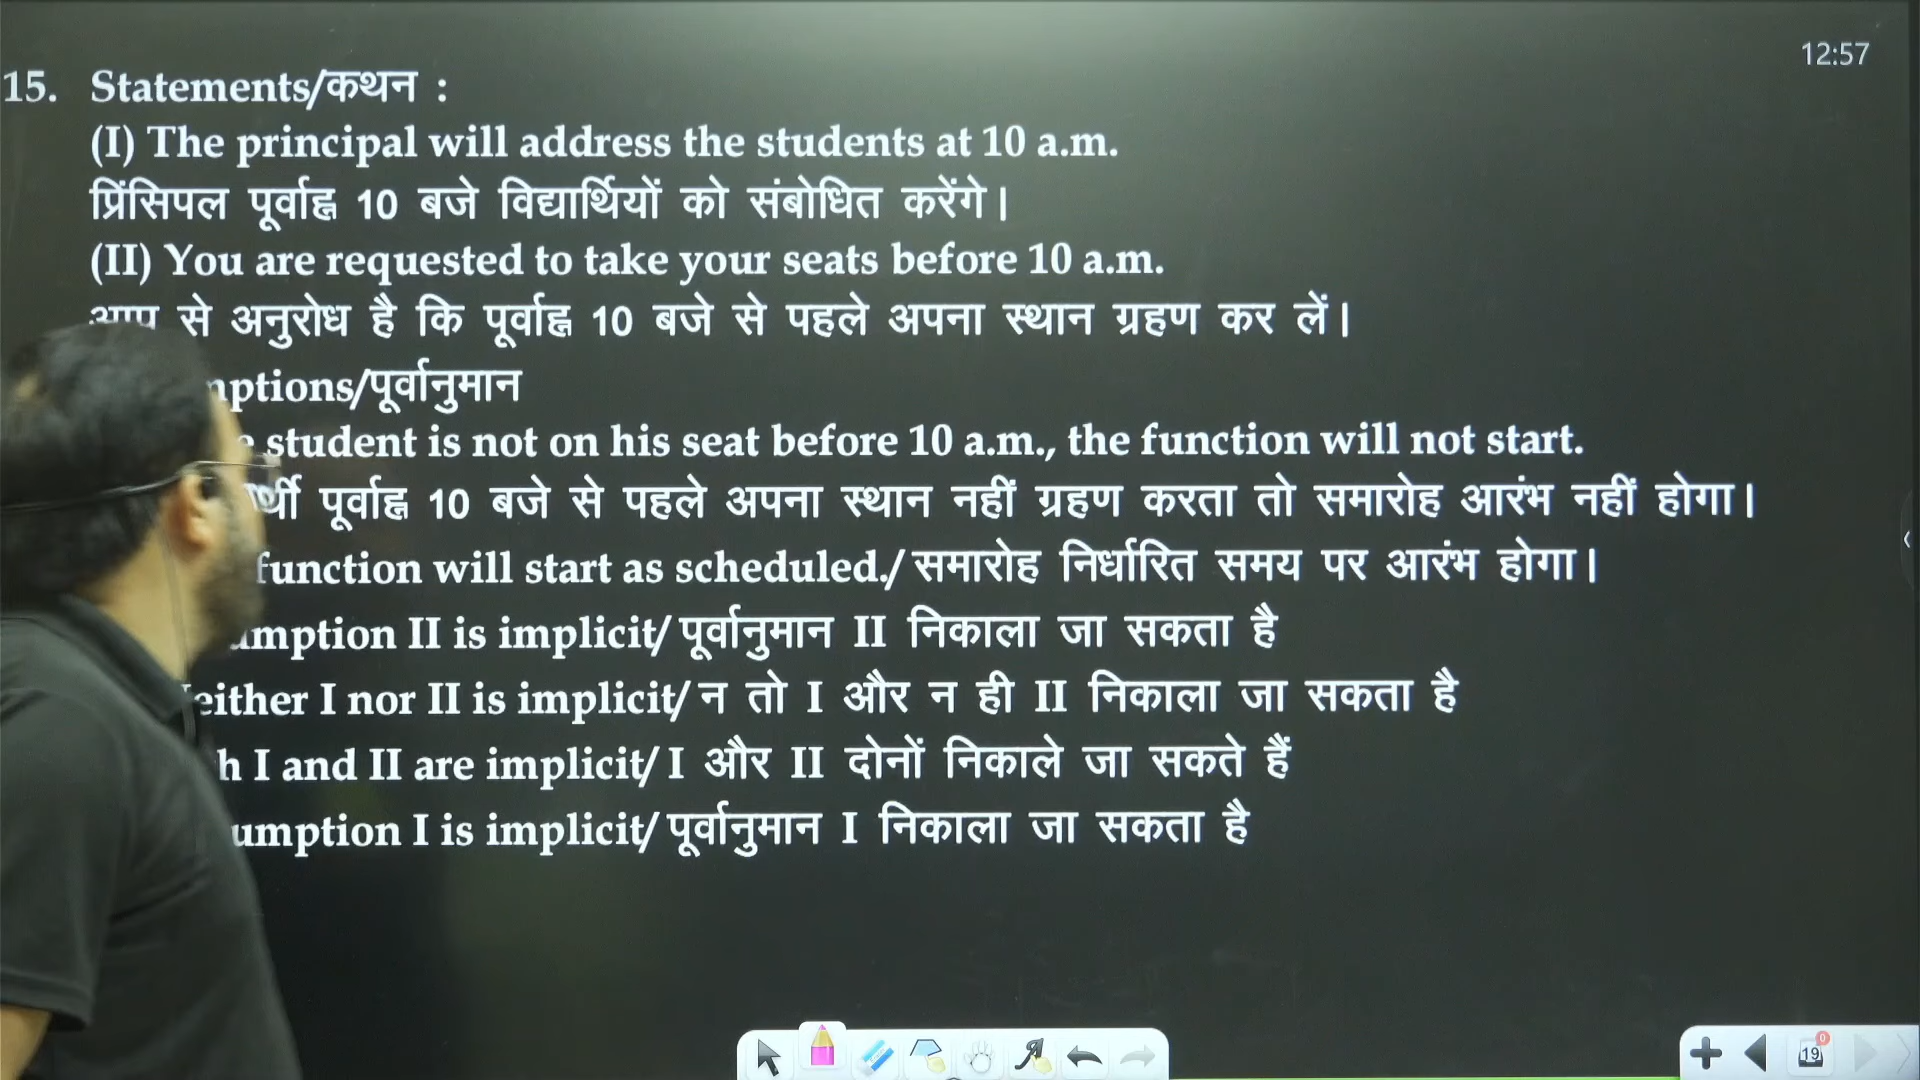 12:57
15. Statements/कथन :
(I) The principal will address the students at 10 a.m.
प्रिंसिपल पूर्वाह्न 10 बजे विद्यार्थियों को संबोधित करेंगे।
(II) You are requested to take your seats before 10 a.m.
आप से अनुरोध है कि पूर्वाह्न 10 बजे से पहले अपना स्थान ग्रहण कर लें।
mptions/पूर्वानुमान
student is not on his seat before 10 a.m., the function will not start.
र्थी पूर्वाह्न 10 बजे से पहले अपना स्थान नहीं ग्रहण करता तो समारोह आरंभ नहीं होगा।
function will start as scheduled./समारोह निर्धारित समय पर आरंभ होगा।
umption II is implicit/पूर्वानुमान II निकाला जा सकता है
either I nor II is implicit/न तो I और न ही II निकाला जा सकता है
h I and II are implicit/I और II दोनों निकाले जा सकते हैं
umption I is implicit/पूर्वानुमान I निकाला जा सकता है
19
0